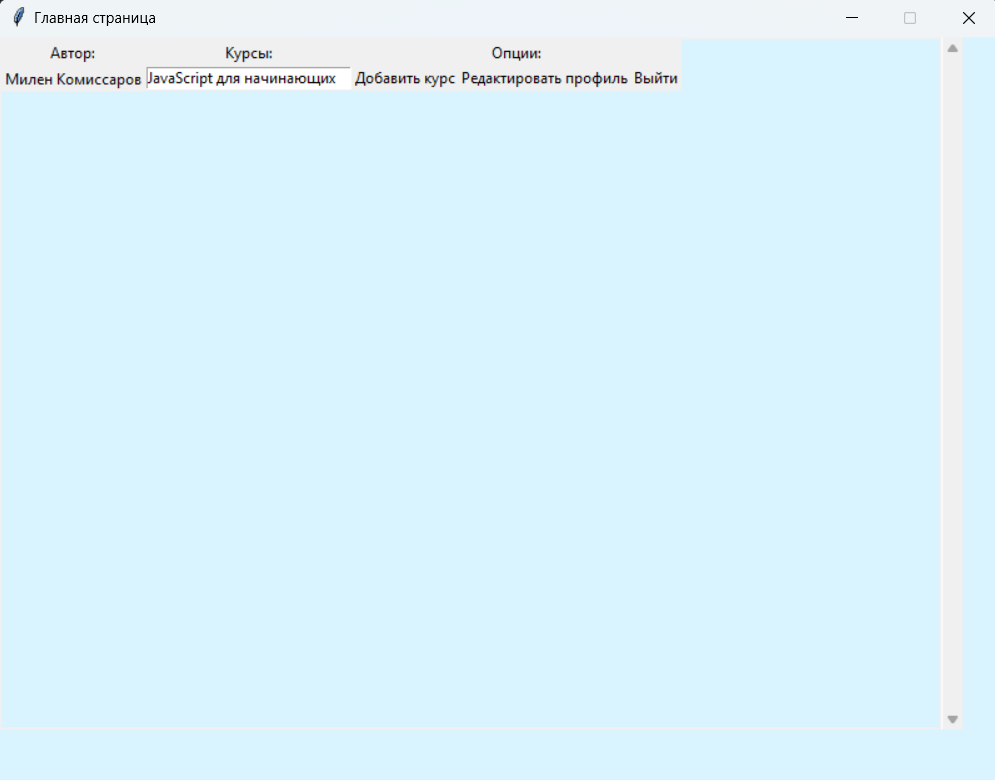 Главная страница
Автор: Курсы: Опции:
Милен Комиссаров JavaScript для начинающих Добавить курс Редактировать профиль Выйти